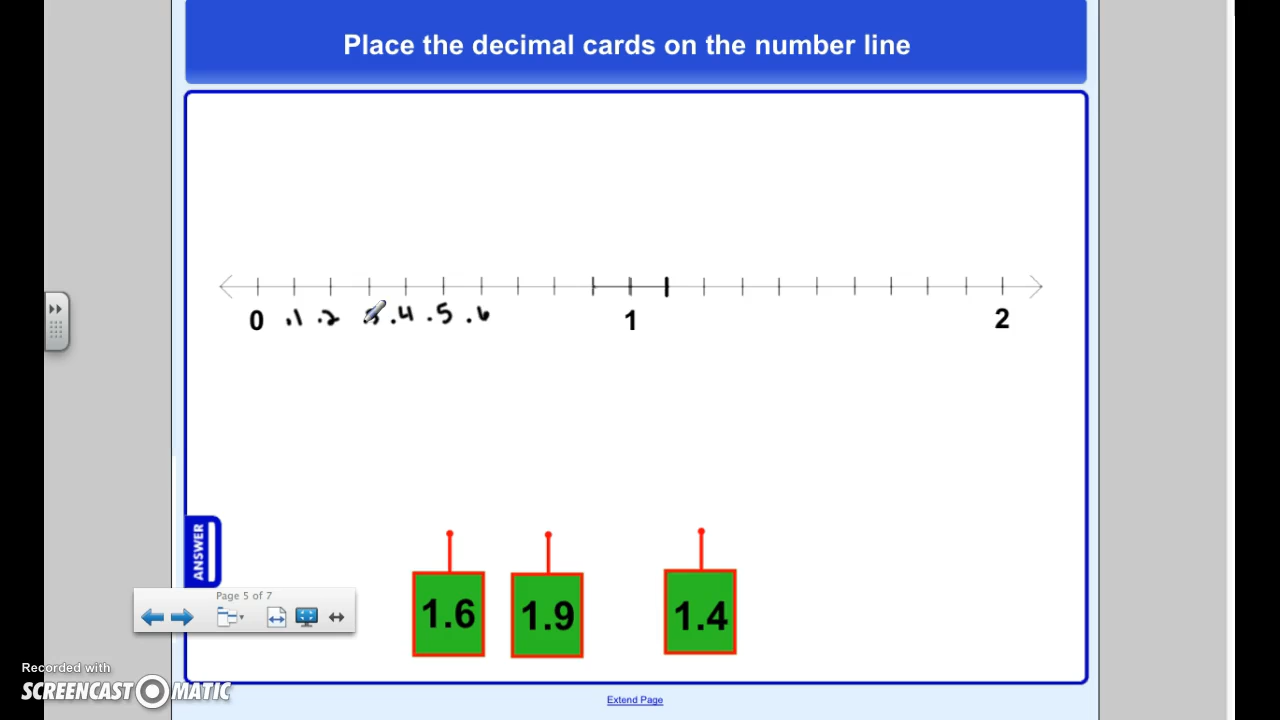 Place the decimal cards on the number line
0 .1 .2 .4 .5 .6 1 2
ANSWER
Page 5 of 7
1.6 1.9 1.4
Recorded with
SCREENCAST MATIC
Extend Page